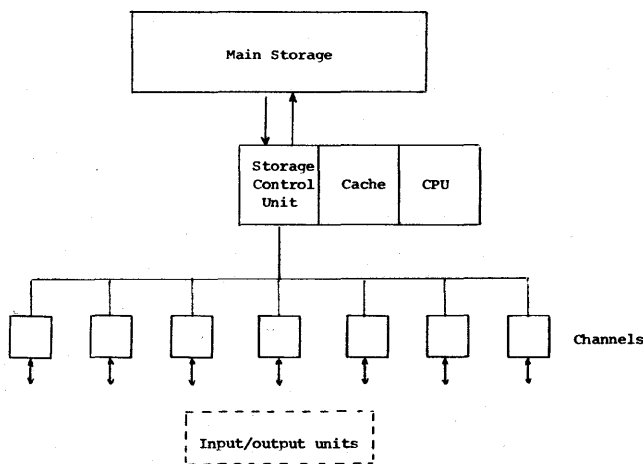 Main Storage
Storage
Control
Unit
Cache
CPU
Channels
Input/output units